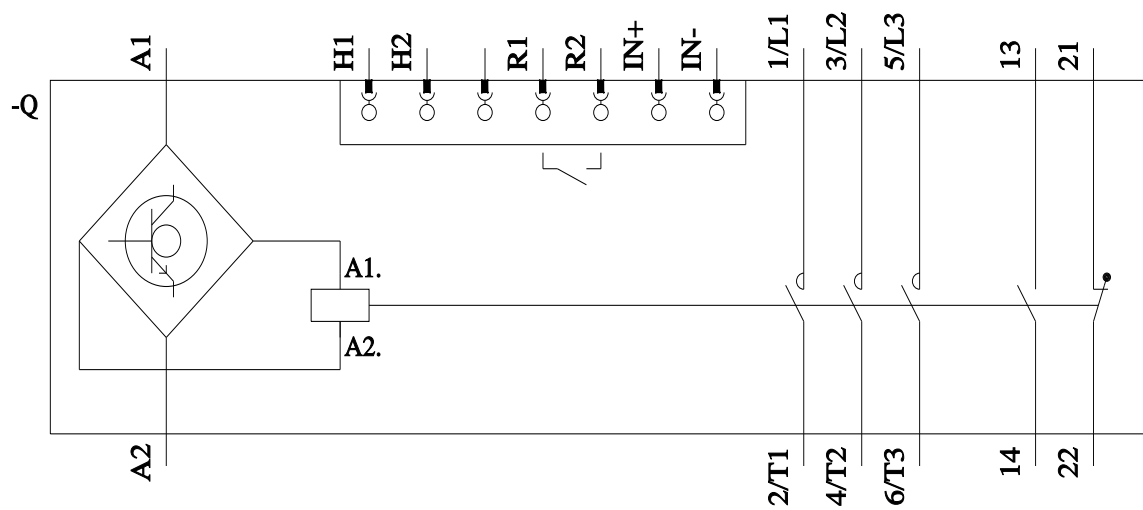 A1
H1
H2
R1
R2
IN+
IN-
1/L1
3/L2
5/L3
13
21
-Q
A1.
A2.
A2
2/T1
4/T2
6/T3
14
22